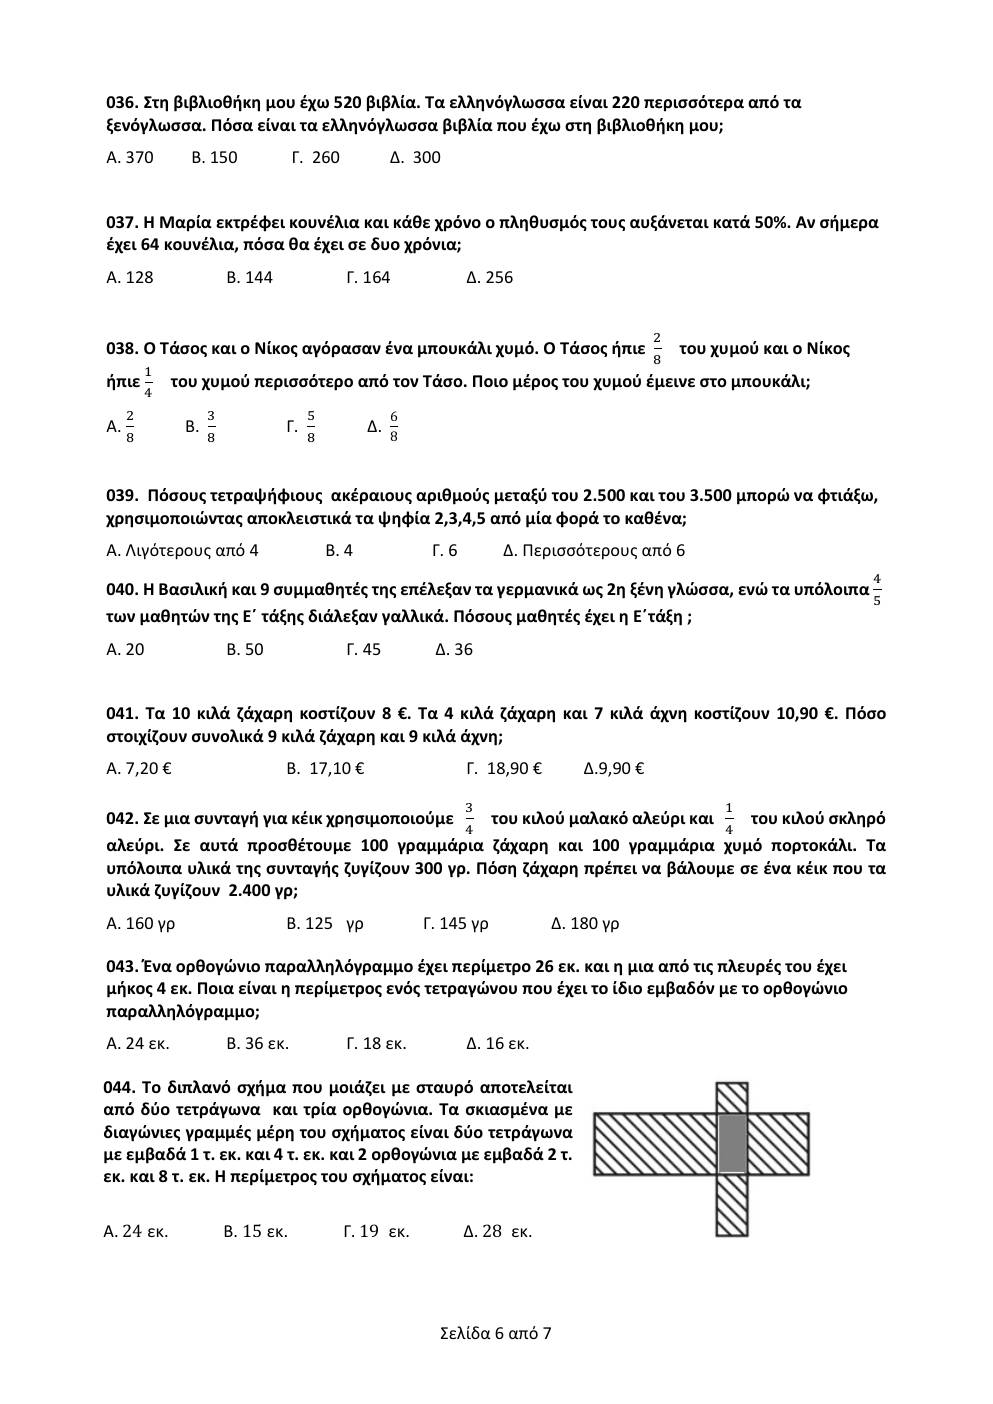 036. Στη βιβλιοθήκη μου έχω 520 βιβλία. Τα ελληνόγλωσσα είναι 220 περισσότερα από τα
ξενόγλωσσα. Πόσα είναι τα ελληνόγλωσσα βιβλία που έχω στη βιβλιοθήκη μου;
Α. 370 Β. 150 Γ. 260 Δ. 300
037. Η Μαρία εκτρέφει κουνέλια και κάθε χρόνο ο πληθυσμός τους αυξάνεται κατά 50%. Αν σήμερα
έχει 64 κουνέλια, πόσα θα έχει σε δυο χρόνια;
Α. 128 Β. 144 Γ. 164 Δ. 256
038. Ο Τάσος και ο Νίκος αγόρασαν ένα μπουκάλι χυμό. Ο Τάσος ήπιε 2/8 του χυμού και ο Νίκος
ήπιε 1/4 του χυμού περισσότερο από τον Τάσο. Ποιο μέρος του χυμού έμεινε στο μπουκάλι;
Α. 2/8 Β. 3/8 Γ. 5/8 Δ. 6/8
039. Πόσους τετραψήφιους ακέραιους αριθμούς μεταξύ του 2.500 και του 3.500 μπορώ να φτιάξω,
χρησιμοποιώντας αποκλειστικά τα ψηφία 2,3,4,5 από μία φορά το καθένα;
Α. Λιγότερους από 4 Β. 4 Γ. 6 Δ. Περισσότερους από 6
040. Η Βασιλική και 9 συμμαθητές της επέλεξαν τα γερμανικά ως 2η ξένη γλώσσα, ενώ τα υπόλοιπα 4/5
των μαθητών της Ε΄ τάξης διάλεξαν γαλλικά. Πόσους μαθητές έχει η Ε΄τάξη ;
Α. 20 Β. 50 Γ. 45 Δ. 36
041. Τα 10 κιλά ζάχαρη κοστίζουν 8 €. Τα 4 κιλά ζάχαρη και 7 κιλά άχνη κοστίζουν 10,90 €. Πόσο
στοιχίζουν συνολικά 9 κιλά ζάχαρη και 9 κιλά άχνη;
Α. 7,20 € Β. 17,10 € Γ. 18,90 € Δ.9,90 €
042. Σε μια συνταγή για κέικ χρησιμοποιούμε 3/4 του κιλού μαλακό αλεύρι και 1/4 του κιλού σκληρό
αλεύρι. Σε αυτά προσθέτουμε 100 γραμμάρια ζάχαρη και 100 γραμμάρια χυμό πορτοκάλι. Τα
υπόλοιπα υλικά της συνταγής ζυγίζουν 300 γρ. Πόση ζάχαρη πρέπει να βάλουμε σε ένα κέικ που τα
υλικά ζυγίζουν 2.400 γρ;
Α. 160 γρ Β. 125 γρ Γ. 145 γρ Δ. 180 γρ
043. Ένα ορθογώνιο παραλληλόγραμμο έχει περίμετρο 26 εκ. και η μια από τις πλευρές του έχει
μήκος 4 εκ. Ποια είναι η περίμετρος ενός τετραγώνου που έχει το ίδιο εμβαδόν με το ορθογώνιο
παραλληλόγραμμο;
Α. 24 εκ. Β. 36 εκ. Γ. 18 εκ. Δ. 16 εκ.
044. Το διπλανό σχήμα που μοιάζει με σταυρό αποτελείται
από δύο τετράγωνα και τρία ορθογώνια. Τα σκιασμένα με
διαγώνιες γραμμές μέρη του σχήματος είναι δύο τετράγωνα
με εμβαδά 1 τ. εκ. και 4 τ. εκ. και 2 ορθογώνια με εμβαδά 2 τ.
εκ. και 8 τ. εκ. Η περίμετρος του σχήματος είναι:
Α. 24 εκ. Β. 15 εκ. Γ. 19 εκ. Δ. 28 εκ.
Σελίδα 6 από 7